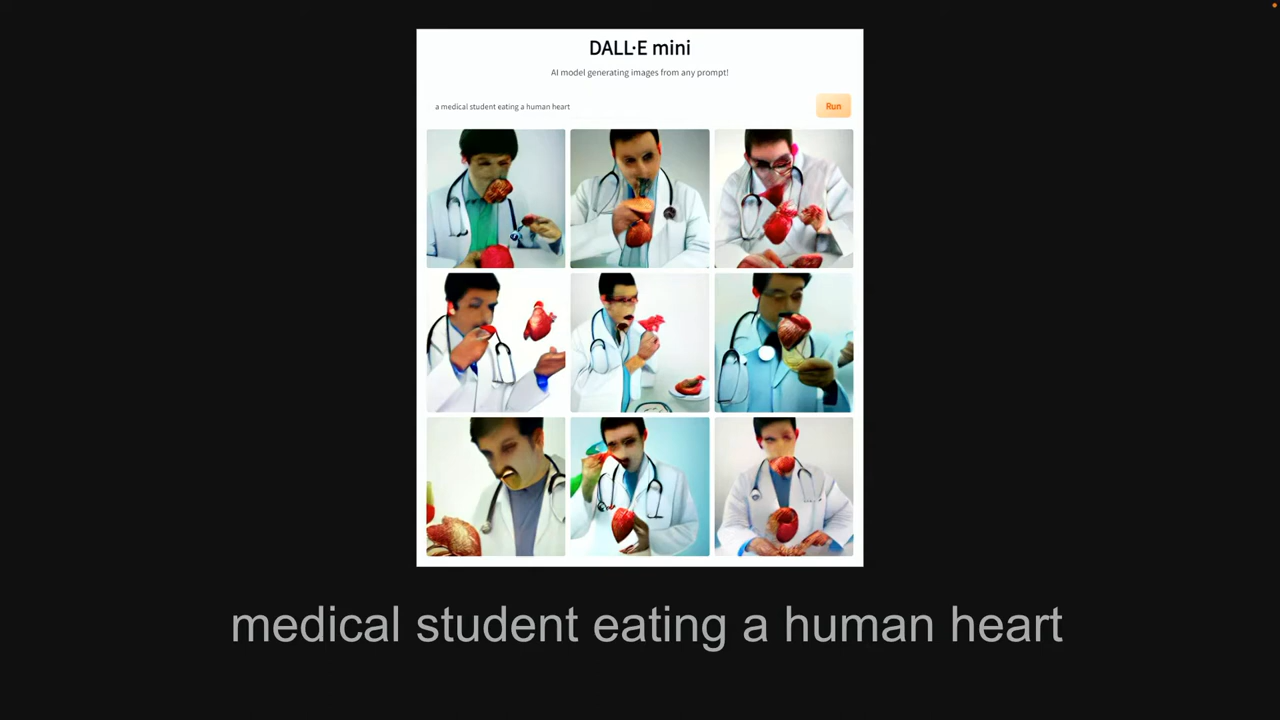 DALL·E mini
AI model generating images from any prompt!
a medical student eating a human heart
Run
medical student eating a human heart